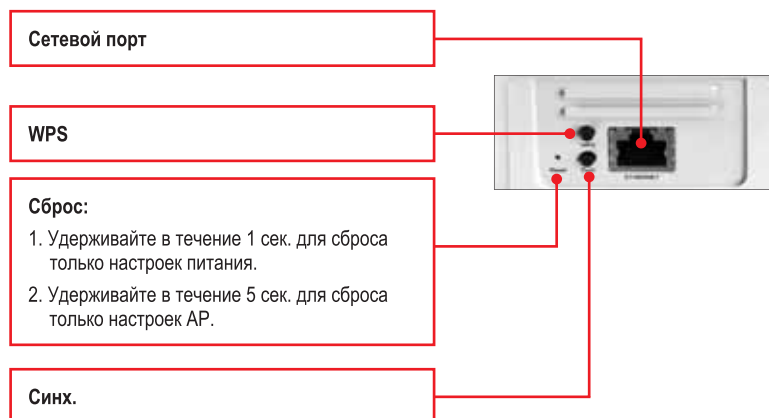 Сетевой порт
WPS
Сброс:
1. Удерживайте в течение 1 сек. для сброса
только настроек питания.
2. Удерживайте в течение 5 сек. для сброса
только настроек AP.
Синх.